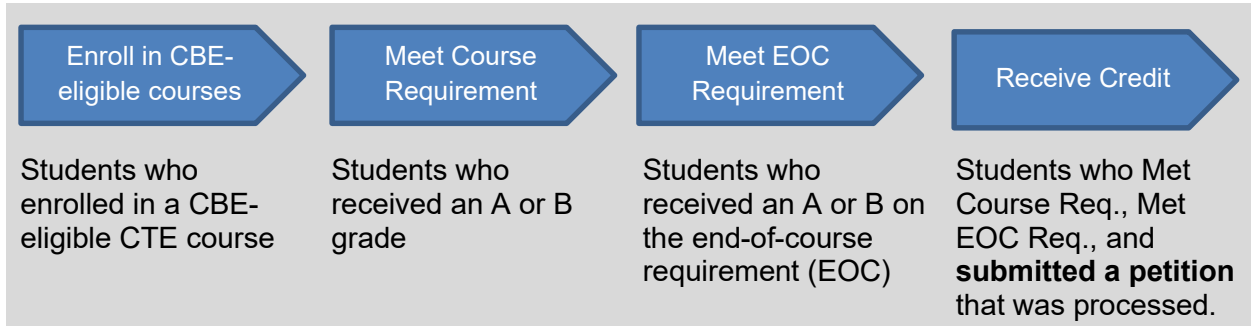 Enroll in CBE-
eligible courses
Meet Course
Requirement
Meet EOC
Requirement
Receive Credit
Students who
enrolled in a CBE-
eligible CTE course
Students who
received an A or B
grade
Students who
received an A or B on
the end-of-course
requirement (EOC)
Students who Met
Course Req., Met
EOC Req., and
submitted a petition
that was processed.